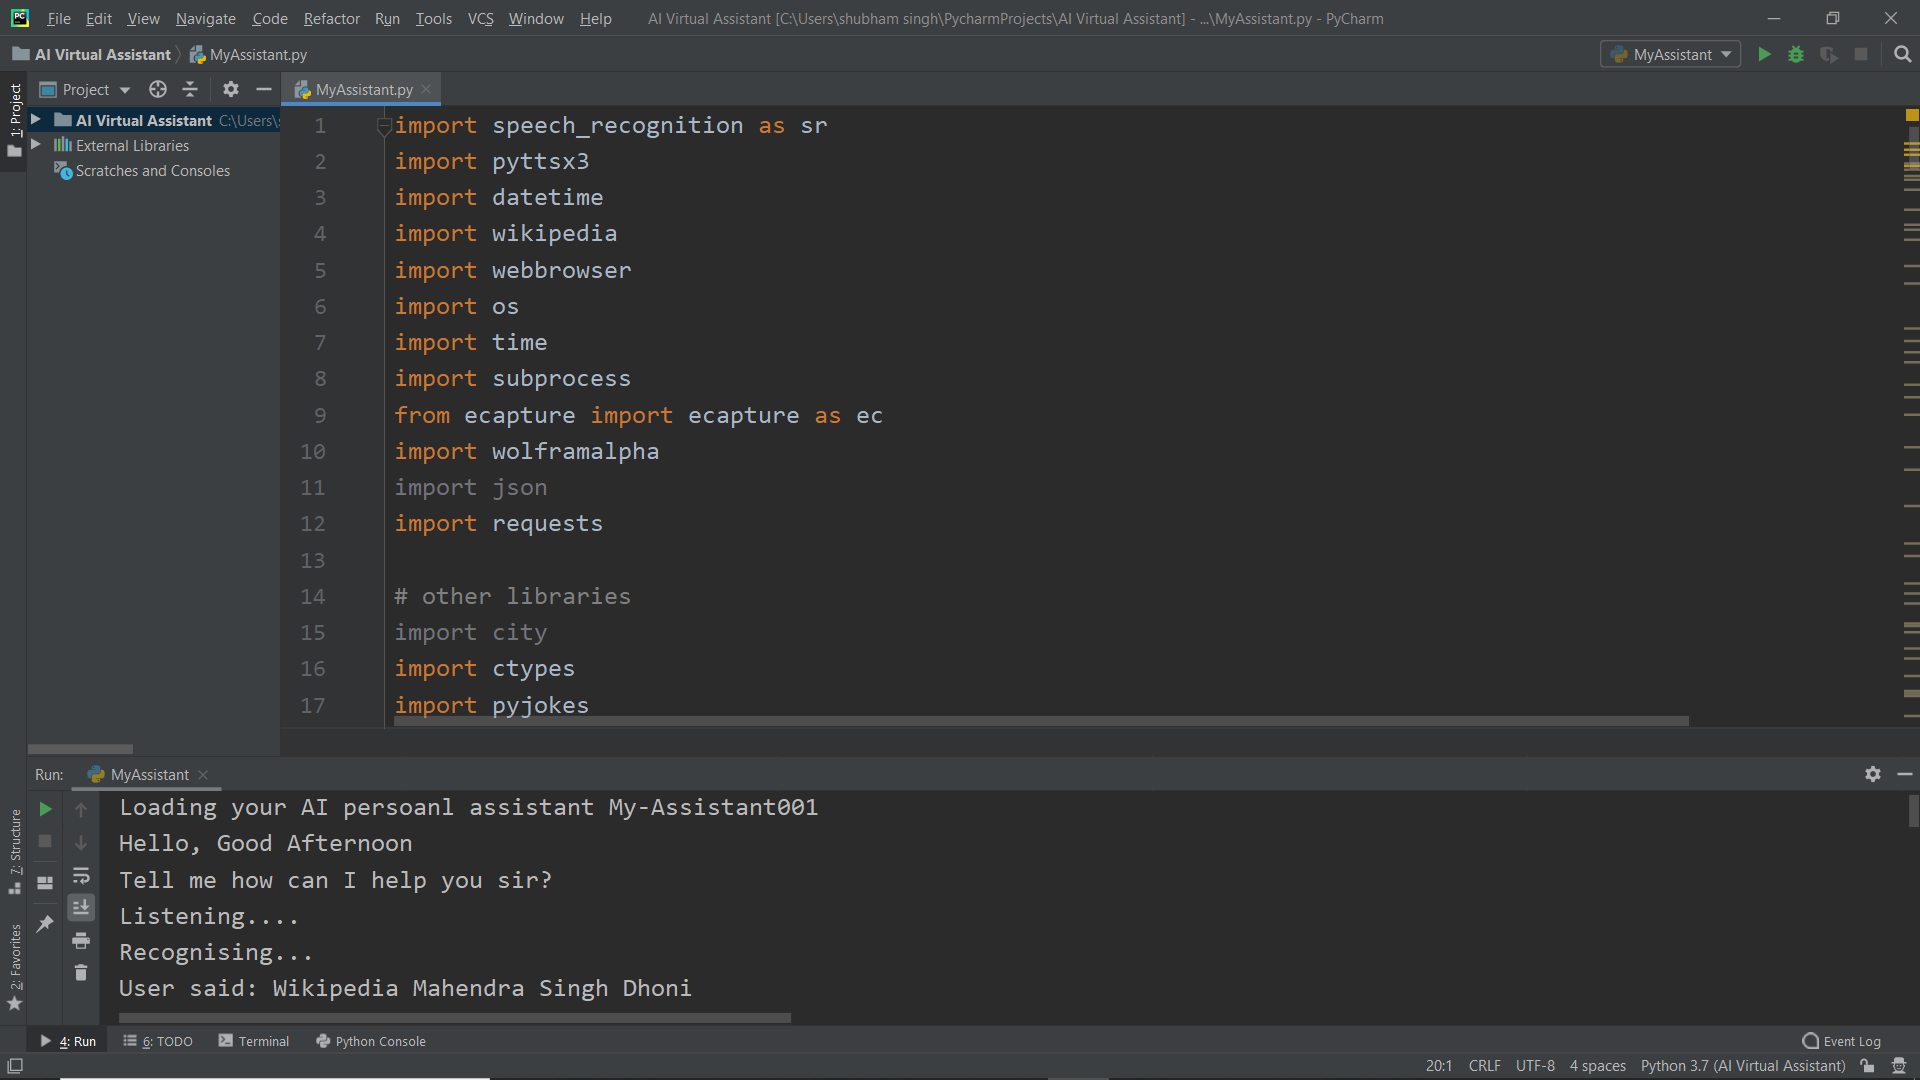 PC File Edit View Navigate Code Refactor Run Tools VCS Window Help AI Virtual Assistant [C:\Users\shubham singh\PycharmProjects\AI Virtual Assistant] - ...\MyAssistant.py - PyCharm
AI Virtual Assistant MyAssistant.py MyAssistant
1: Project
Project
MyAssistant.py
AI Virtual Assistant C:\Users\
External Libraries
Scratches and Consoles
1 import speech_recognition as sr
2 import pyttsx3
3 import datetime
4 import wikipedia
5 import webbrowser
6 import os
7 import time
8 import subprocess
9 from ecapture import ecapture as ec
10 import wolframalpha
11 import json
12 import requests
13
14 # other libraries
15 import city
16 import ctypes
17 import pyjokes
Run: MyAssistant
Loading your AI persoanl assistant My-Assistant001
Hello, Good Afternoon
Tell me how can I help you sir?
Listening....
Recognising...
User said: Wikipedia Mahendra Singh Dhoni
7: Structure
2: Favorites
4: Run 6: TODO Terminal Python Console Event Log
20:1 CRLF UTF-8 4 spaces Python 3.7 (AI Virtual Assistant)